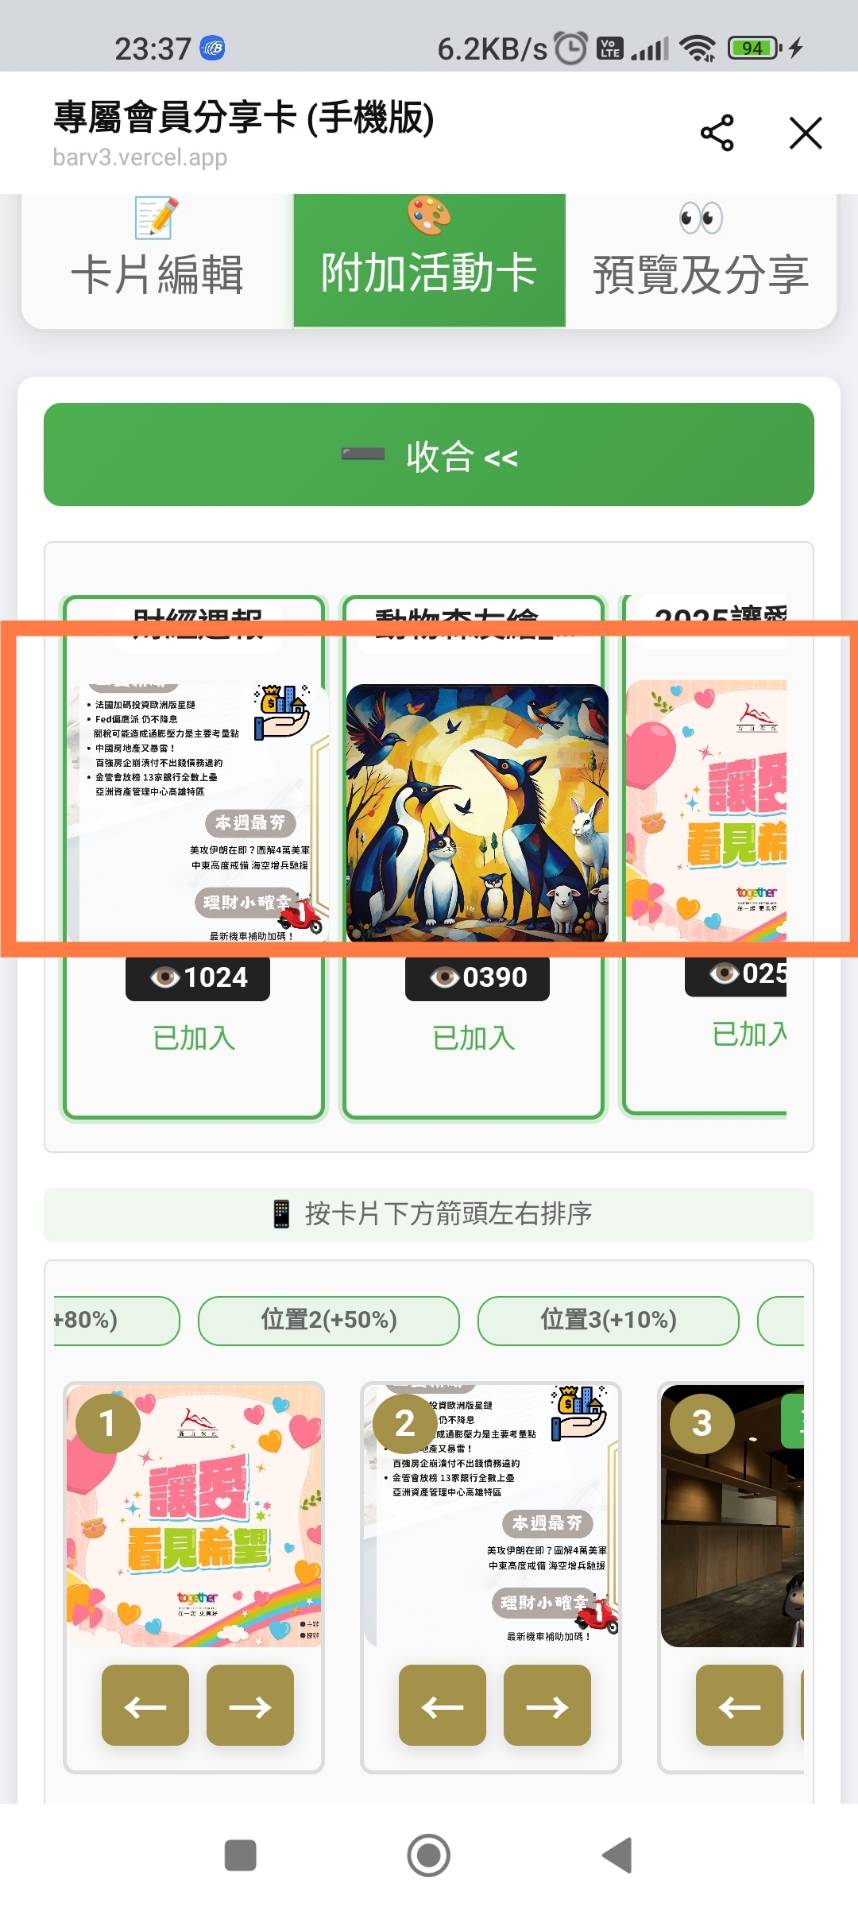 23:37
6.2KB/s
Vo
LTE
94
專屬會員分享卡 (手機版)
barv3.vercel.app
卡片編輯
附加活動卡
預覽及分享
收合 <<
財經週報
動物森友繪_...
2025讓愛
法國加碼投資歐洲版星鏈
Fed偏鷹派 仍不降息
關稅可能造成通膨壓力是主要考量點
中國房地產又暴雷！
百強房企崩潰付不出錢債務違約
金管會放榜 13家銀行全數上壘
亞洲資產管理中心高雄特區
本週最夯
美攻伊朗在即？圖解4萬美軍
中東高度戒備 海空增兵馳援
理財小確幸
最新機車補助加碼！
讓愛
看見希
together
在一起 更美好
1024
0390
025
已加入
已加入
已加入
按卡片下方箭頭左右排序
+80%)
位置2(+50%)
位置3(+10%)
1
讓愛
看見希望
together
在一起 更美好
2
投資歐洲版星鏈
仍不降息
成通膨壓力是主要考量點
地產又暴雷！
百強房企崩潰付不出錢債務違約
金管會放榜 13家銀行全數上壘
亞洲資產管理中心高雄特區
本週最夯
美攻伊朗在即？圖解4萬美軍
中東高度戒備 海空增兵馳援
理財小確幸
最新機車補助加碼！
3
← →
← →
←